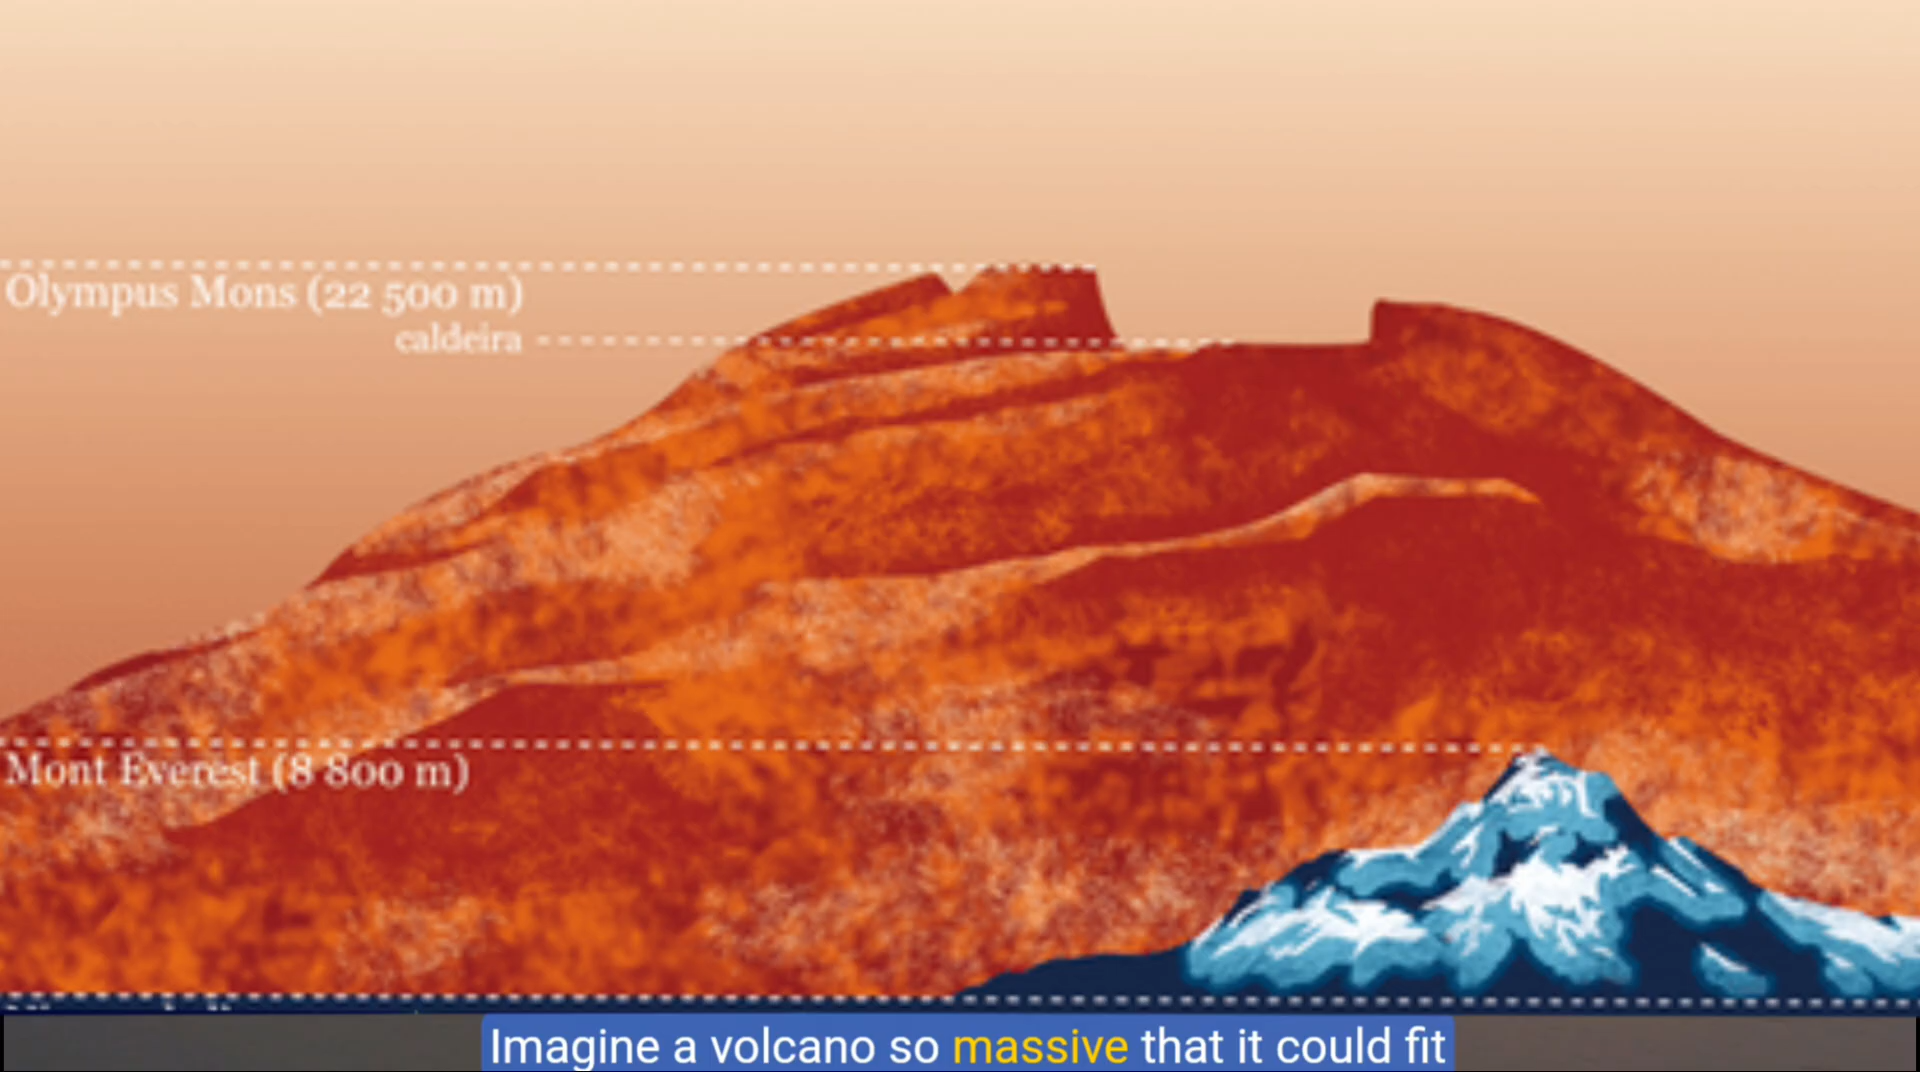 Olympus Mons (22 500 m)
caldeira
Mont Everest (8 800 m)
Imagine a volcano so massive that it could fit